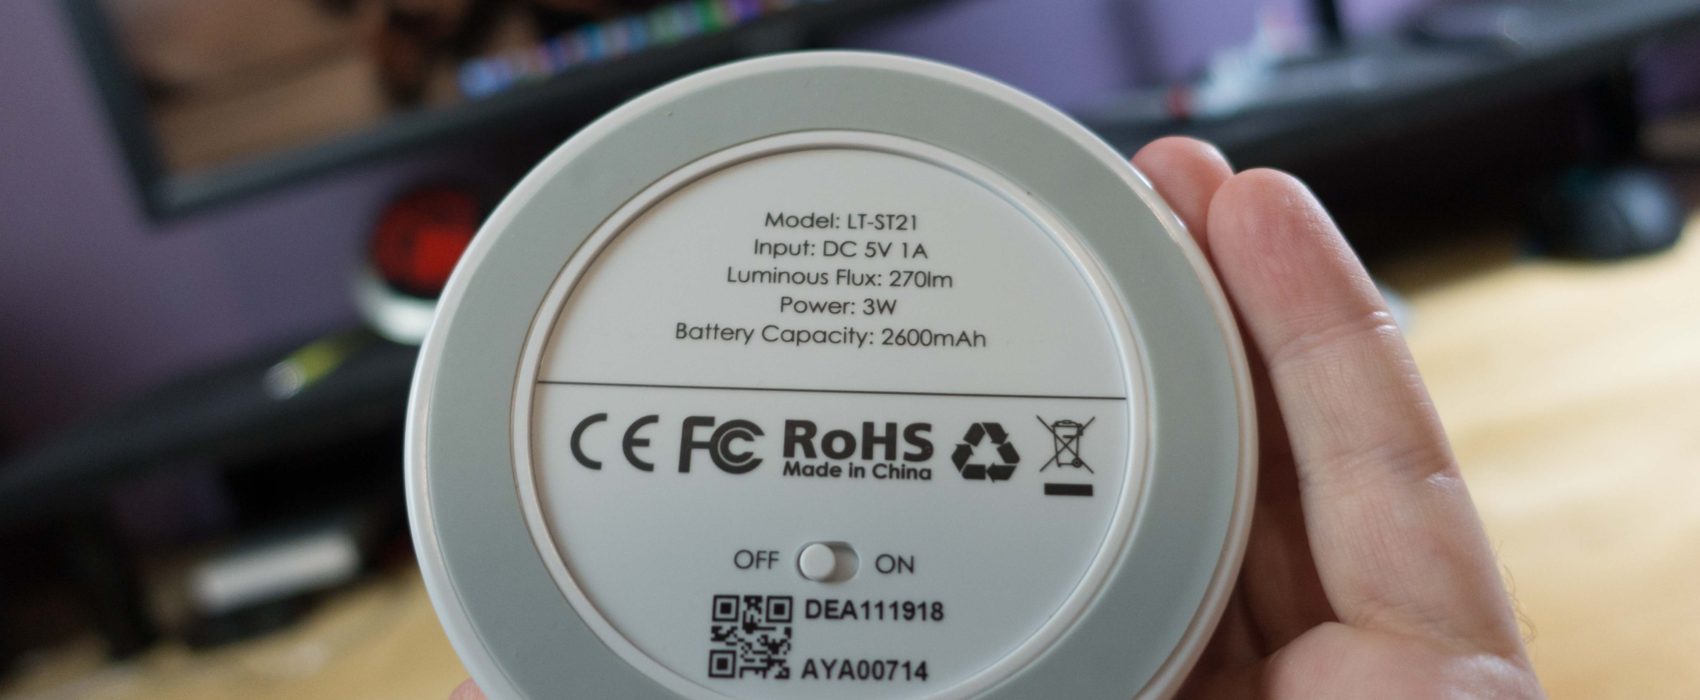 Model: LT-ST21
Input: DC 5V 1A
Luminous Flux: 270lm
Power: 3W
Battery Capacity: 2600mAh
CE FC RoHS
Made in China
OFF ON
DEA111918
AYA00714